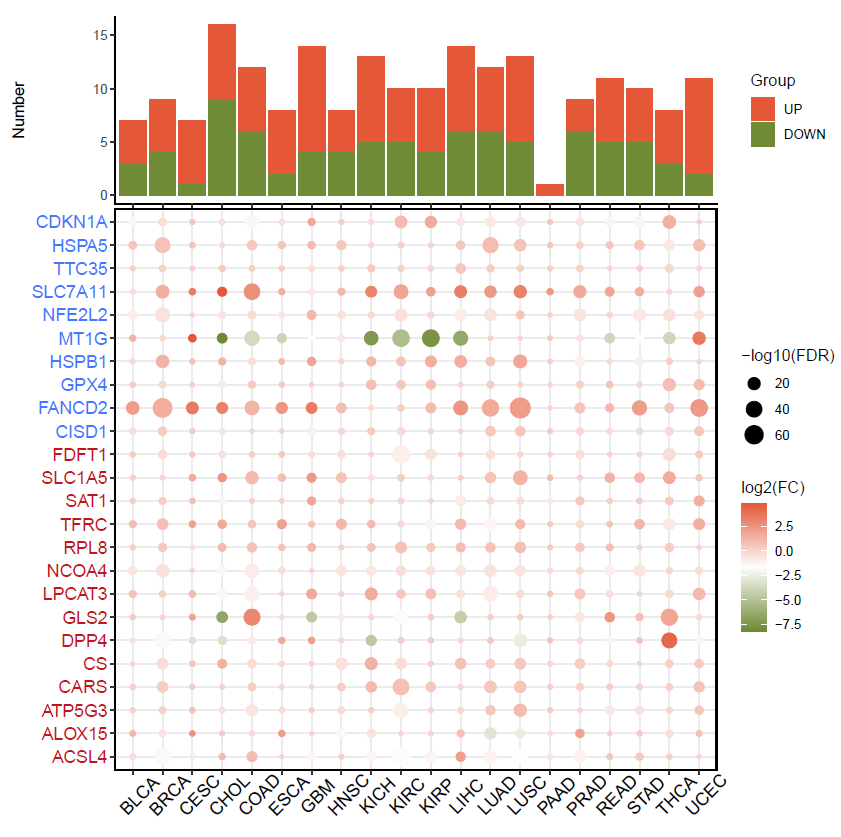 Number
15
10
5
0
Group
UP
DOWN
CDKN1A
HSPA5
TTC35
SLC7A11
NFE2L2
MT1G
HSPB1
GPX4
FANCD2
CISD1
FDFT1
SLC1A5
SAT1
TFRC
RPL8
NCOA4
LPCAT3
GLS2
DPP4
CS
CARS
ATP5G3
ALOX15
ACSL4
−log10(FDR)
20
40
60
log2(FC)
2.5
0.0
−2.5
−5.0
−7.5
BLCA
BRCA
CESC
CHOL
COAD
ESCA
GBM
HNSC
KICH
KIRC
KIRP
LIHC
LUAD
LUSC
PAAD
PRAD
READ
STAD
THCA
UCEC